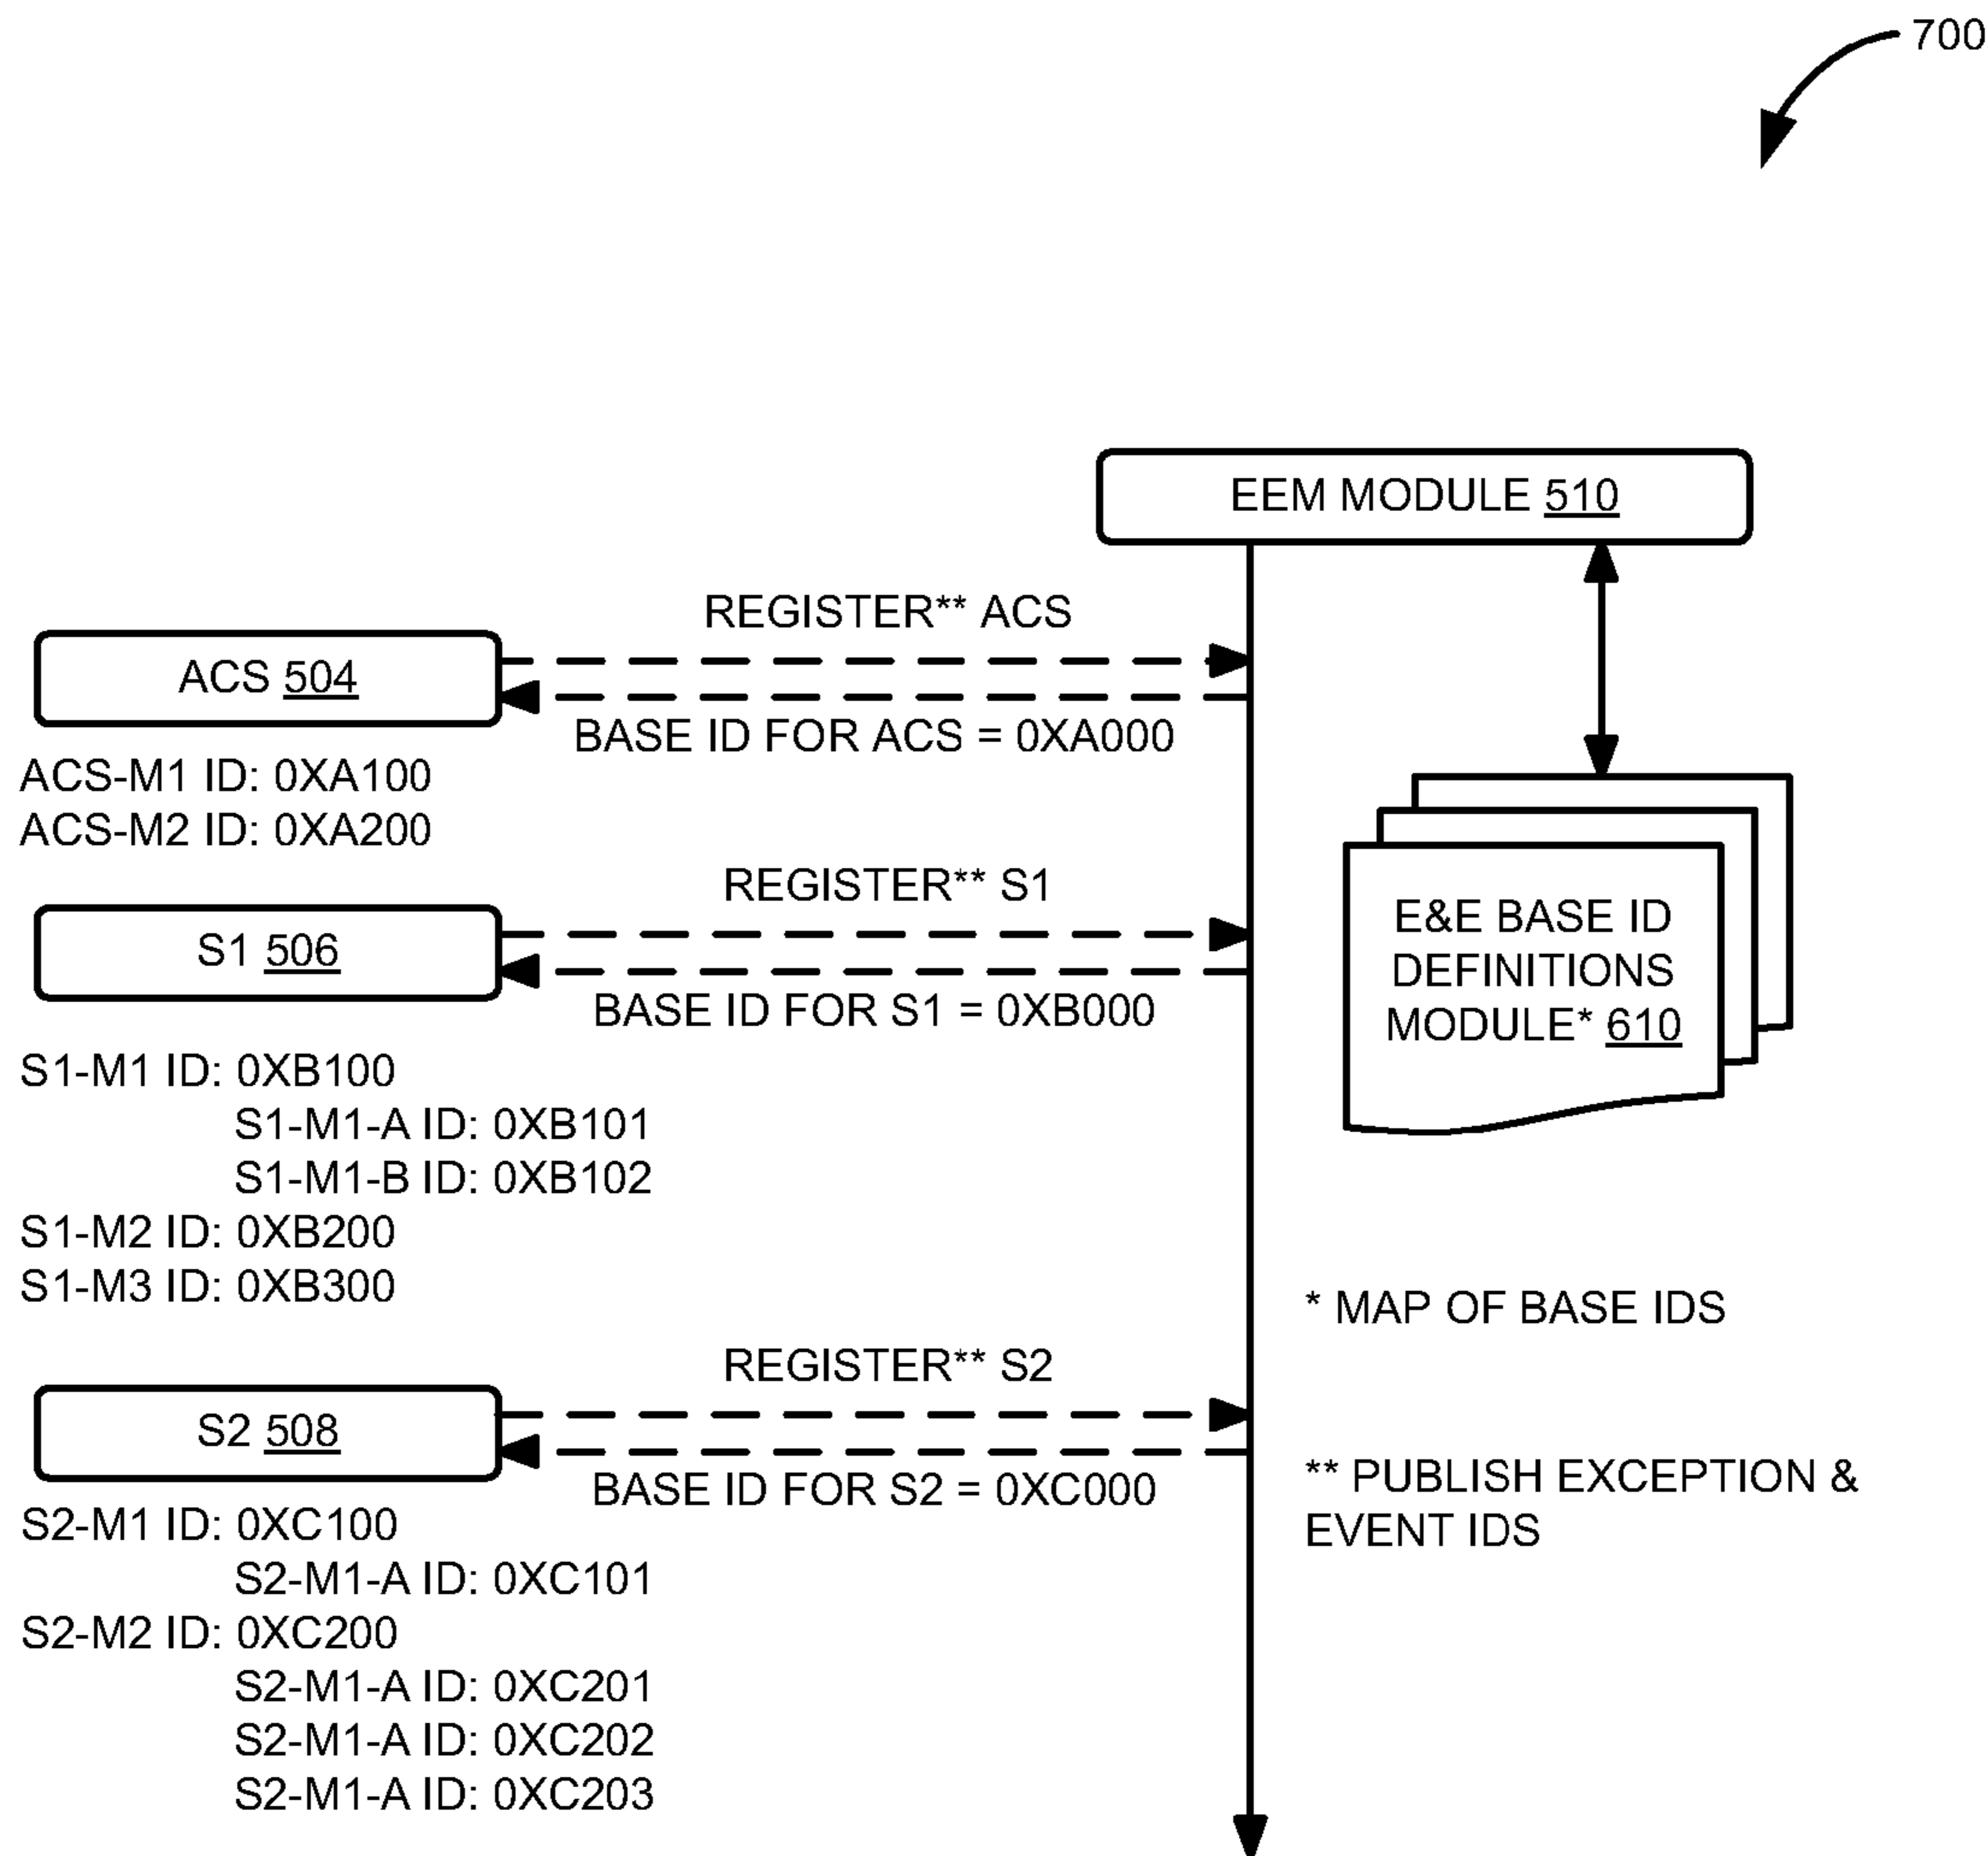 700
EEM MODULE 510
REGISTER** ACS
ACS 504
BASE ID FOR ACS = 0XA000
ACS-M1 ID: 0XA100
ACS-M2 ID: 0XA200
REGISTER** S1
S1 506
BASE ID FOR S1 = 0XB000
E&E BASE ID
DEFINITIONS
MODULE* 610
S1-M1 ID: 0XB100
S1-M1-A ID: 0XB101
S1-M1-B ID: 0XB102
S1-M2 ID: 0XB200
S1-M3 ID: 0XB300
* MAP OF BASE IDS
REGISTER** S2
S2 508
BASE ID FOR S2 = 0XC000
** PUBLISH EXCEPTION &
EVENT IDS
S2-M1 ID: 0XC100
S2-M1-A ID: 0XC101
S2-M2 ID: 0XC200
S2-M1-A ID: 0XC201
S2-M1-A ID: 0XC202
S2-M1-A ID: 0XC203